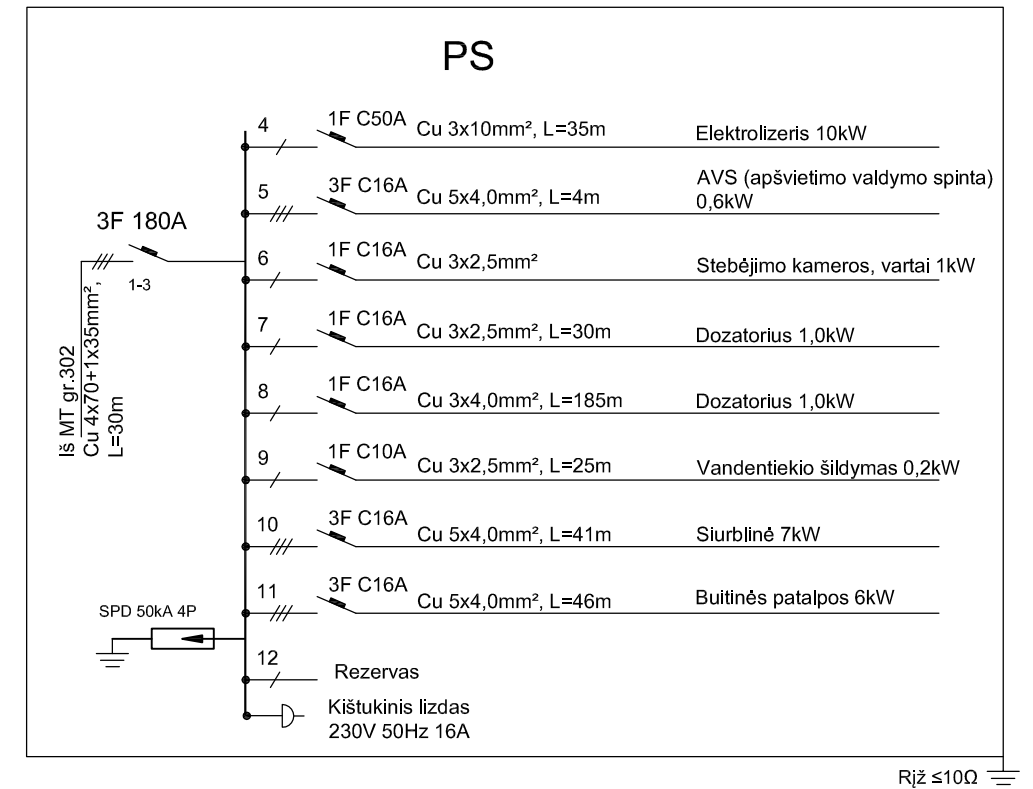 PS
3F 180A
1-3
Iš MT gr.302
Cu 4x70+1x35mm²,
L=30m
4
1F C50A
Cu 3x10mm², L=35m
Elektrolizeris 10kW
5
3F C16A
Cu 5x4,0mm², L=4m
AVS (apšvietimo valdymo spinta)
0,6kW
6
1F C16A
Cu 3x2,5mm²
Stebėjimo kameros, vartai 1kW
7
1F C16A
Cu 3x2,5mm², L=30m
Dozatorius 1,0kW
8
1F C16A
Cu 3x4,0mm², L=185m
Dozatorius 1,0kW
9
1F C10A
Cu 3x2,5mm², L=25m
Vandentiekio šildymas 0,2kW
10
3F C16A
Cu 5x4,0mm², L=41m
Siurblinė 7kW
11
3F C16A
Cu 5x4,0mm², L=46m
Buitinės patalpos 6kW
SPD 50kA 4P
12
Rezervas
Kištukinis lizdas
230V 50Hz 16A
Rįž ≤10Ω